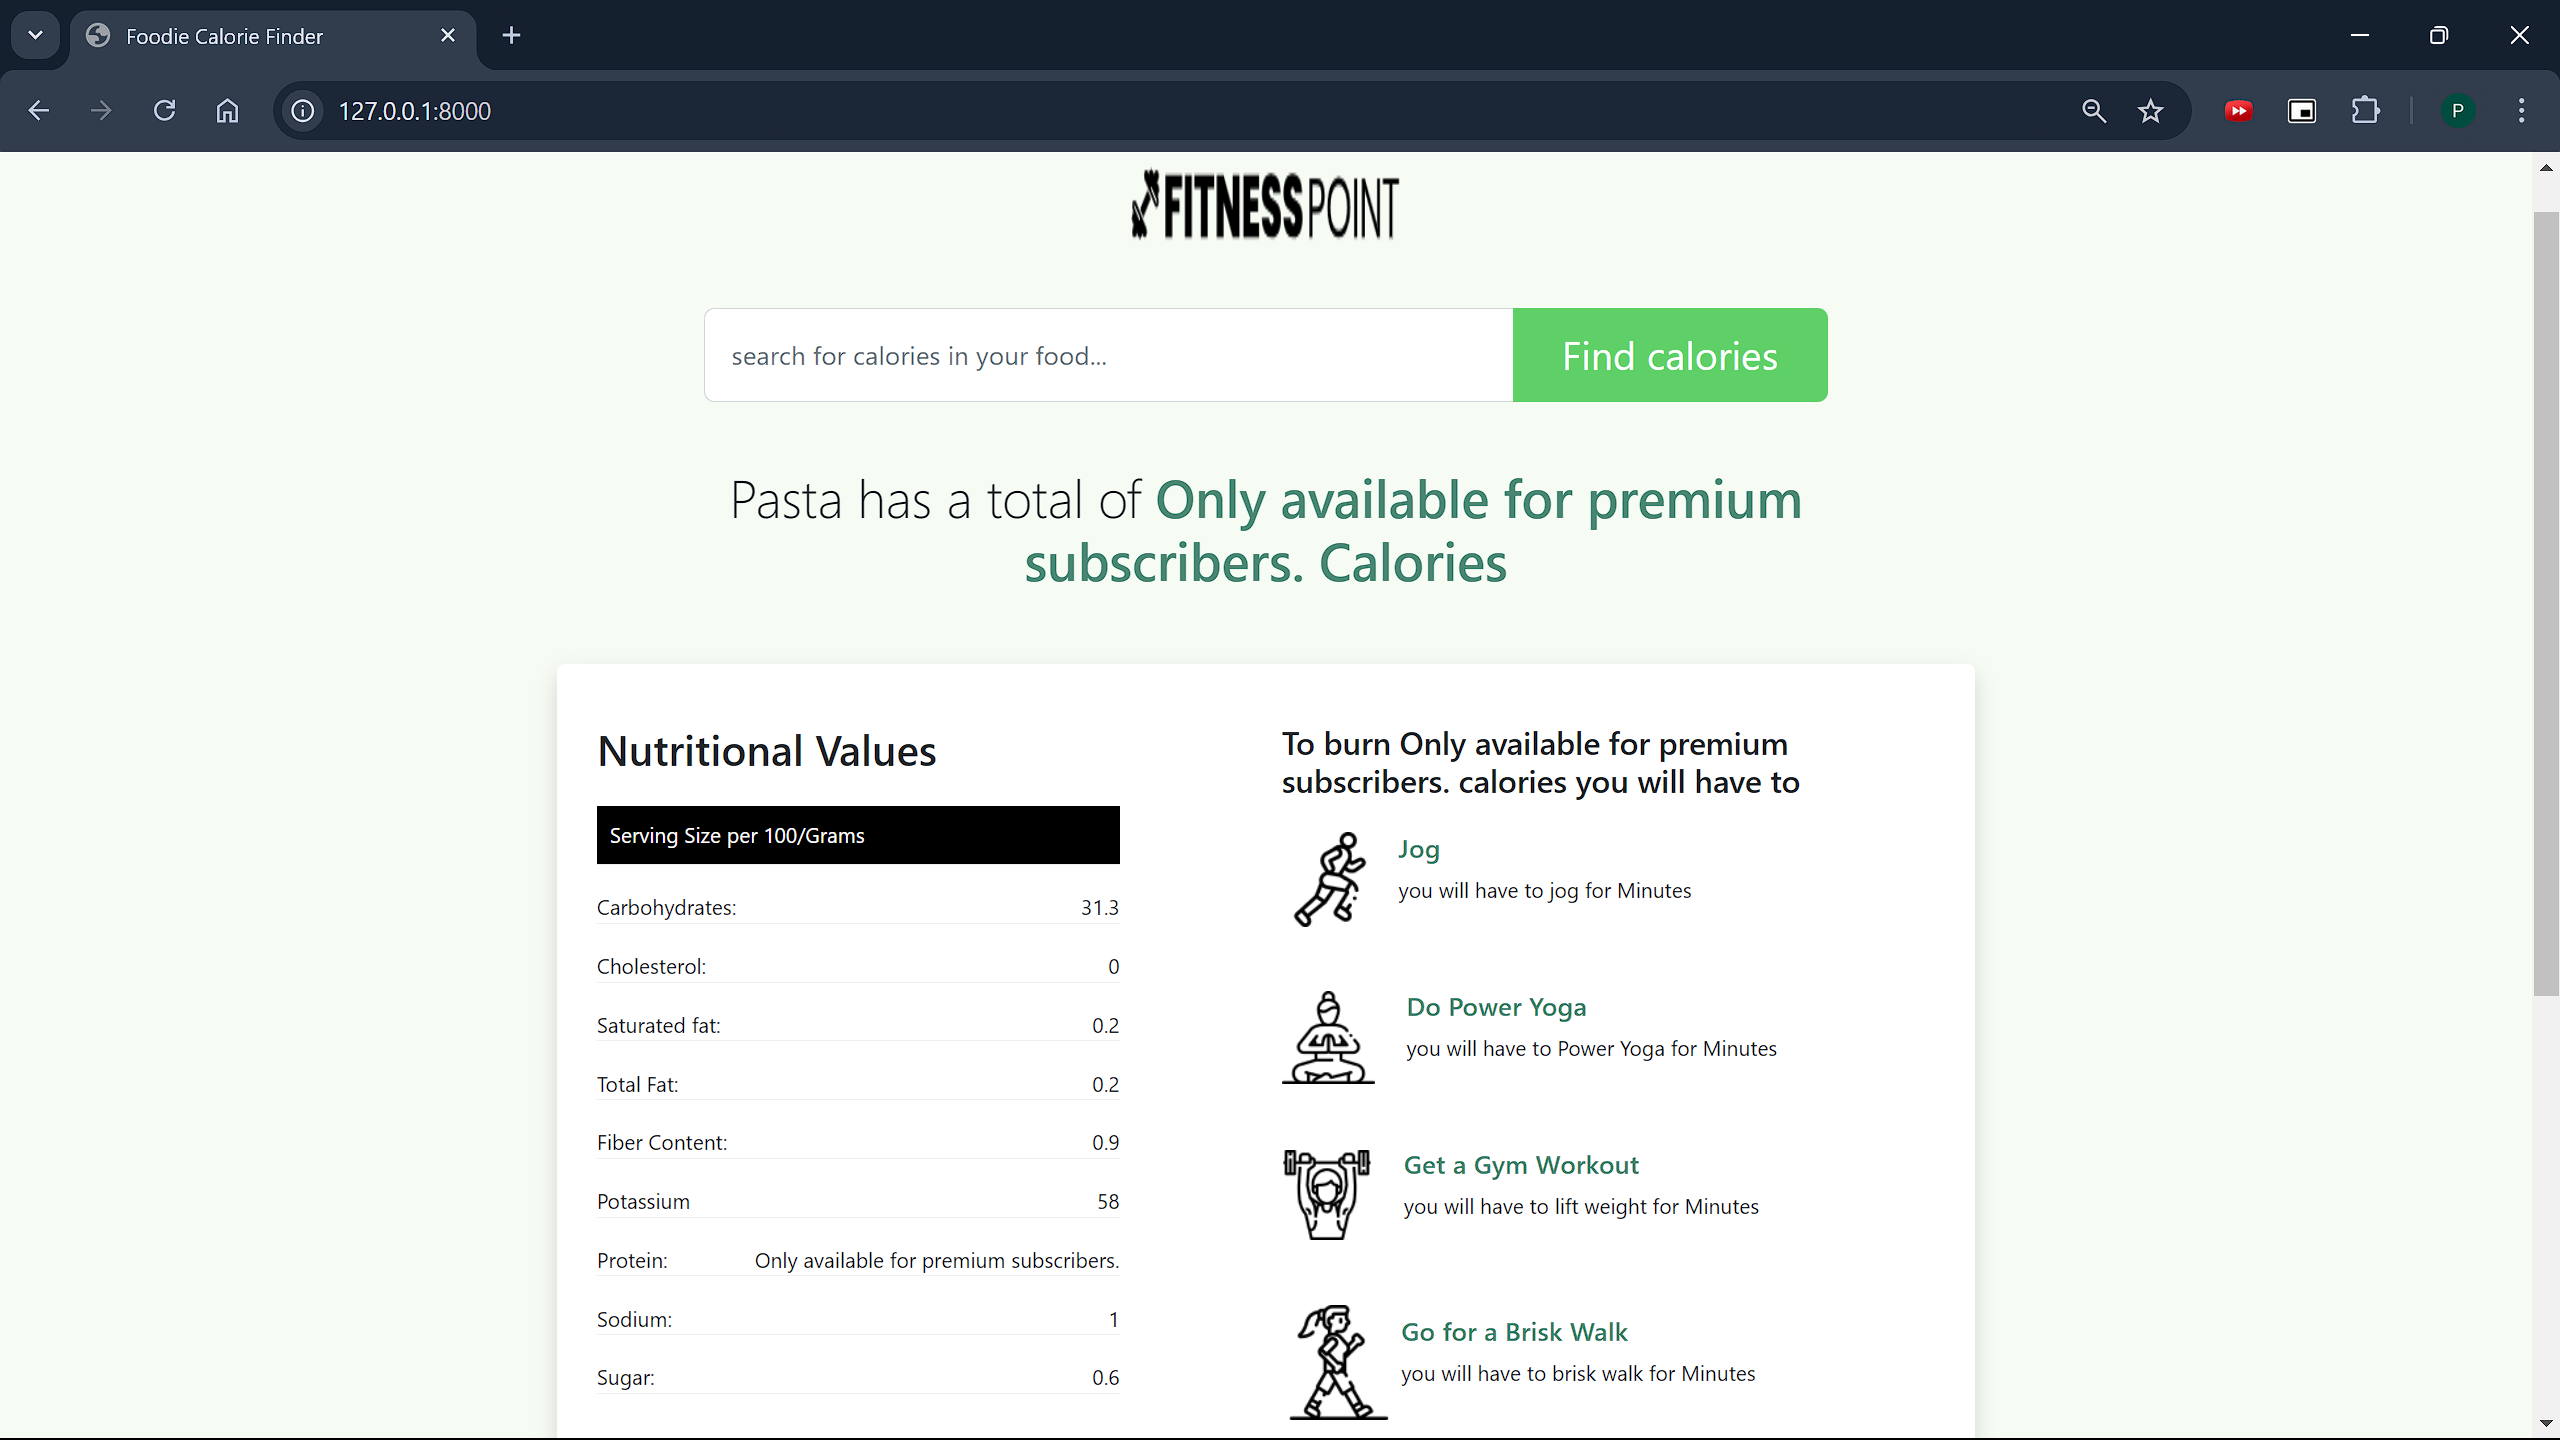 Foodie Calorie Finder
127.0.0.1:8000
P
FITNESSPOINT
search for calories in your food...
Find calories
Pasta has a total of Only available for premium
subscribers. Calories
Nutritional Values
Serving Size per 100/Grams
Carbohydrates: 31.3
Cholesterol: 0
Saturated fat: 0.2
Total Fat: 0.2
Fiber Content: 0.9
Potassium 58
Protein: Only available for premium subscribers.
Sodium: 1
Sugar: 0.6
To burn Only available for premium
subscribers. calories you will have to
Jog
you will have to jog for Minutes
Do Power Yoga
you will have to Power Yoga for Minutes
Get a Gym Workout
you will have to lift weight for Minutes
Go for a Brisk Walk
you will have to brisk walk for Minutes